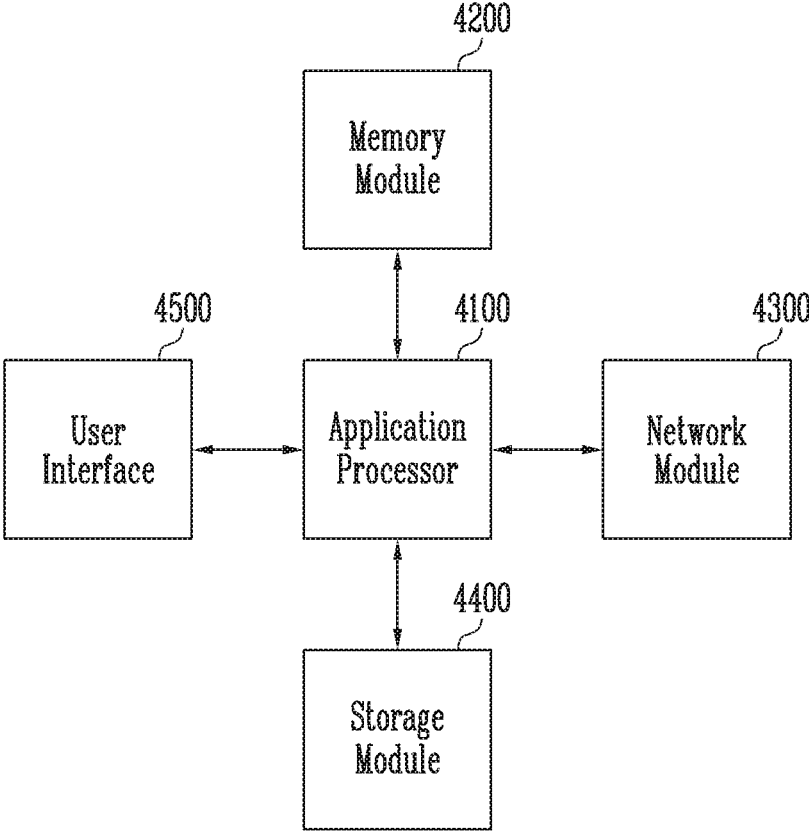 4200
Memory
Module
4500
4100
4300
User
Interface
Application
Processor
Network
Module
4400
Storage
Module